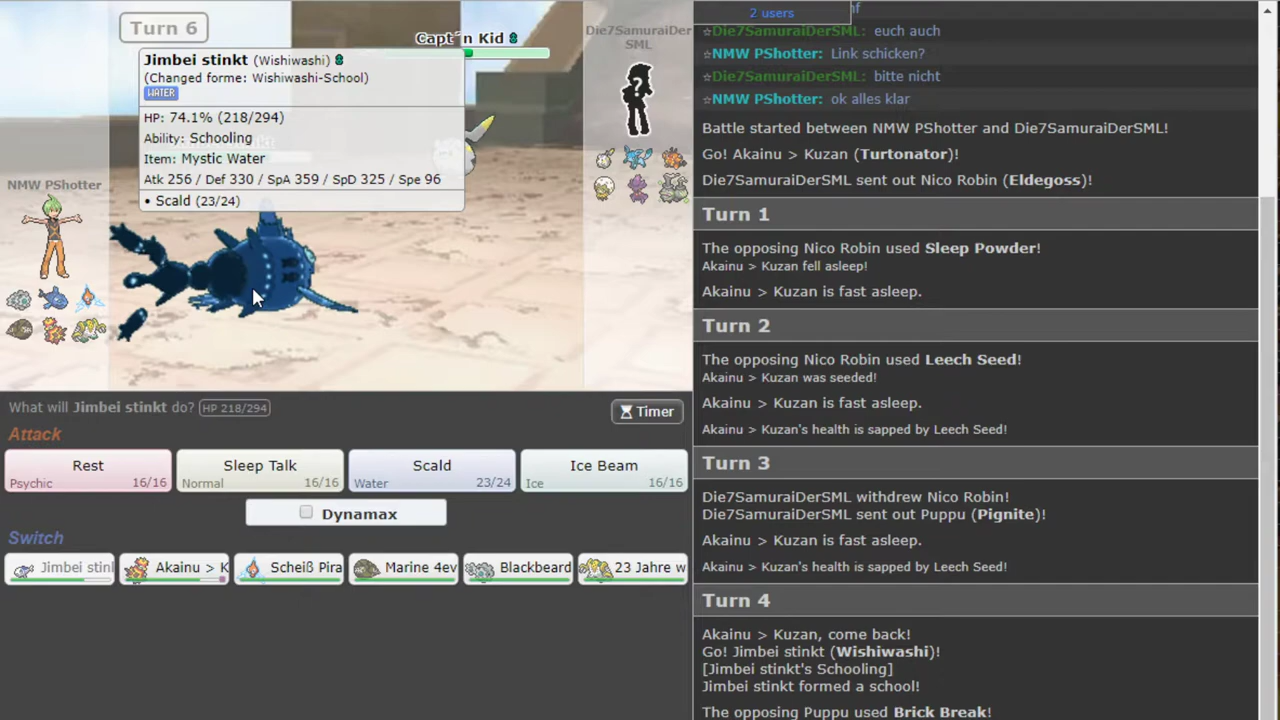 Turn 6
Capt´n Kid
Jimbei stinkt (Wishiwashi)
(Changed forme: Wishiwashi-School)
WATER
HP: 74.1% (218/294)
Ability: Schooling
Item: Mystic Water
Atk 256 / Def 330 / SpA 359 / SpD 325 / Spe 96
• Scald (23/24)
NMW PShotter
Die7SamuraiDer
SML
?
What will Jimbei stinkt do? HP 218/294
Timer
Attack
Rest
Psychic 16/16
Sleep Talk
Normal 16/16
Scald
Water 23/24
Ice Beam
Ice 16/16
Dynamax
Switch
Jimbei stinl
Akainu > K
Scheiß Pira
Marine 4ev
Blackbeard
23 Jahre w
2 users
☆Die7SamuraiDerSML: euch auch
☆NMW PShotter: Link schicken?
☆Die7SamuraiDerSML: bitte nicht
☆NMW PShotter: ok alles klar
Battle started between NMW PShotter and Die7SamuraiDerSML!
Go! Akainu > Kuzan (Turtonator)!
Die7SamuraiDerSML sent out Nico Robin (Eldegoss)!
Turn 1
The opposing Nico Robin used Sleep Powder!
Akainu > Kuzan fell asleep!
Akainu > Kuzan is fast asleep.
Turn 2
The opposing Nico Robin used Leech Seed!
Akainu > Kuzan was seeded!
Akainu > Kuzan is fast asleep.
Akainu > Kuzan's health is sapped by Leech Seed!
Turn 3
Die7SamuraiDerSML withdrew Nico Robin!
Die7SamuraiDerSML sent out Puppu (Pignite)!
Akainu > Kuzan is fast asleep.
Akainu > Kuzan's health is sapped by Leech Seed!
Turn 4
Akainu > Kuzan, come back!
Go! Jimbei stinkt (Wishiwashi)!
[Jimbei stinkt's Schooling]
Jimbei stinkt formed a school!
The opposing Puppu used Brick Break!